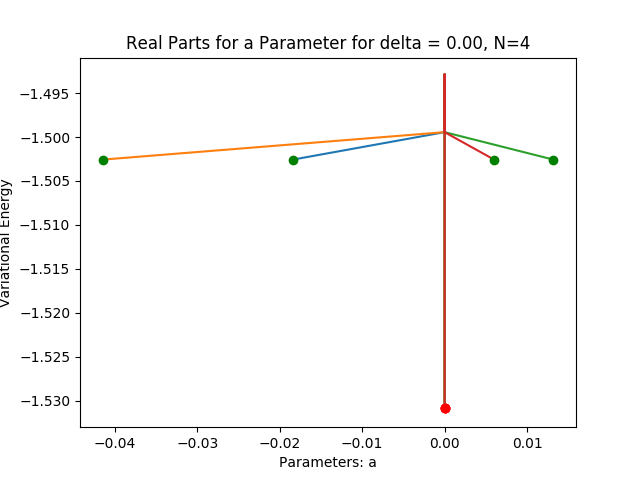 Real Parts for a Parameter for delta = 0.00, N=4
−1.495
−1.500
−1.505
−1.510
−1.515
−1.520
−1.525
−1.530
Variational Energy
−0.04 −0.03 −0.02 −0.01 0.00 0.01
Parameters: a